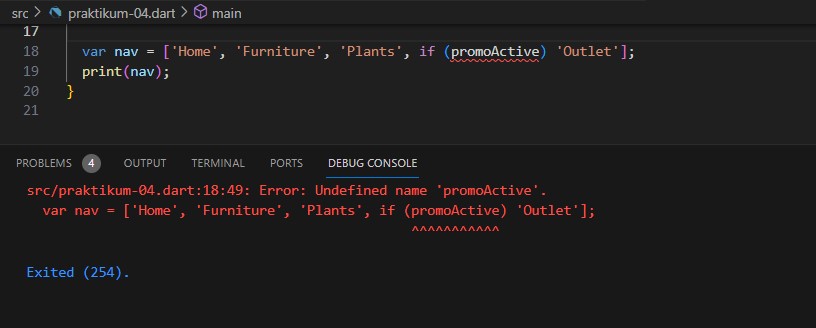 src > praktikum-04.dart > main
17
18 var nav = ['Home', 'Furniture', 'Plants', if (promoActive) 'Outlet'];
19 print(nav);
20 }
21
PROBLEMS 4 OUTPUT TERMINAL PORTS DEBUG CONSOLE
src/praktikum-04.dart:18:49: Error: Undefined name 'promoActive'.
var nav = ['Home', 'Furniture', 'Plants', if (promoActive) 'Outlet'];
^^^^^^^^^^^
Exited (254).